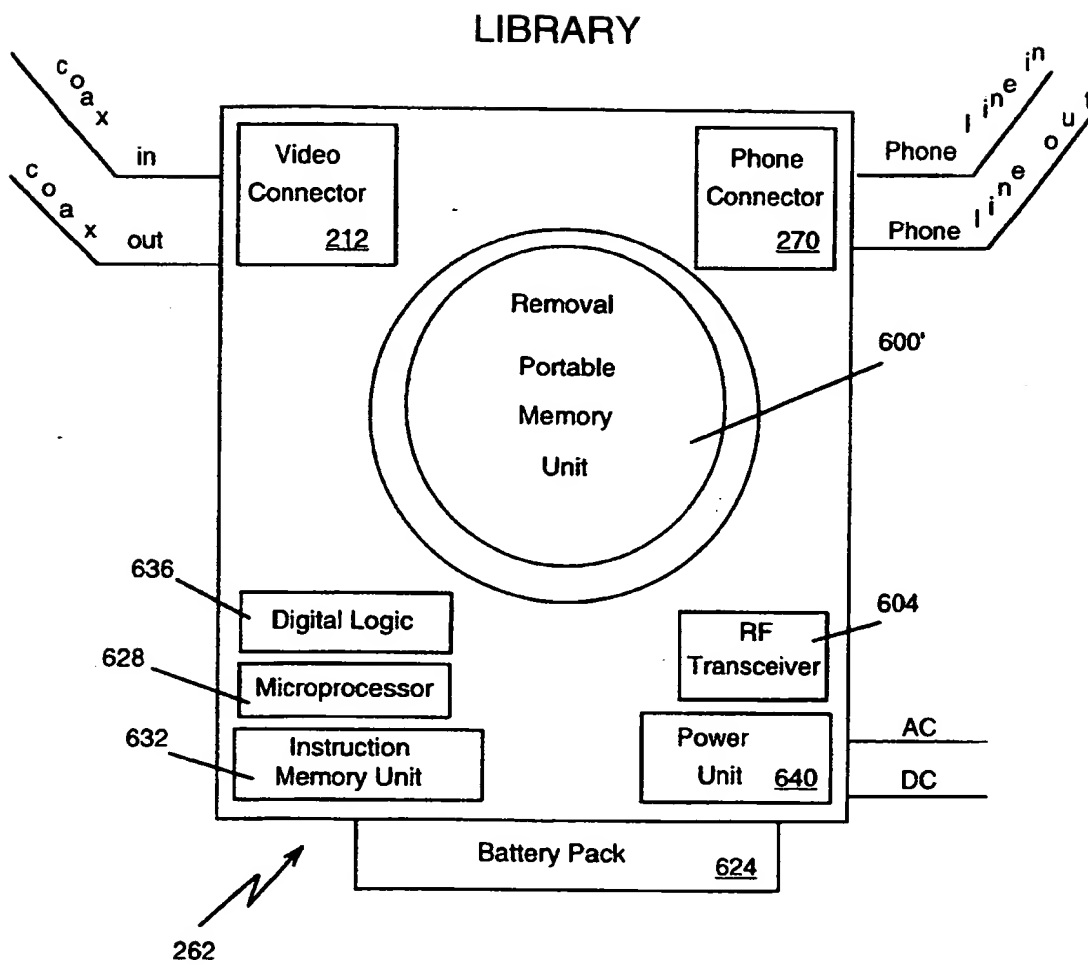 LIBRARY
coax in
coax out
Video
Connector
212
Phone
Connector
270
Phone line in
Phone line out
Removal
Portable
Memory
Unit
600'
636
Digital Logic
628
Microprocessor
632
Instruction
Memory Unit
RF
Transceiver
604
Power
Unit 640
AC
DC
Battery Pack 624
262